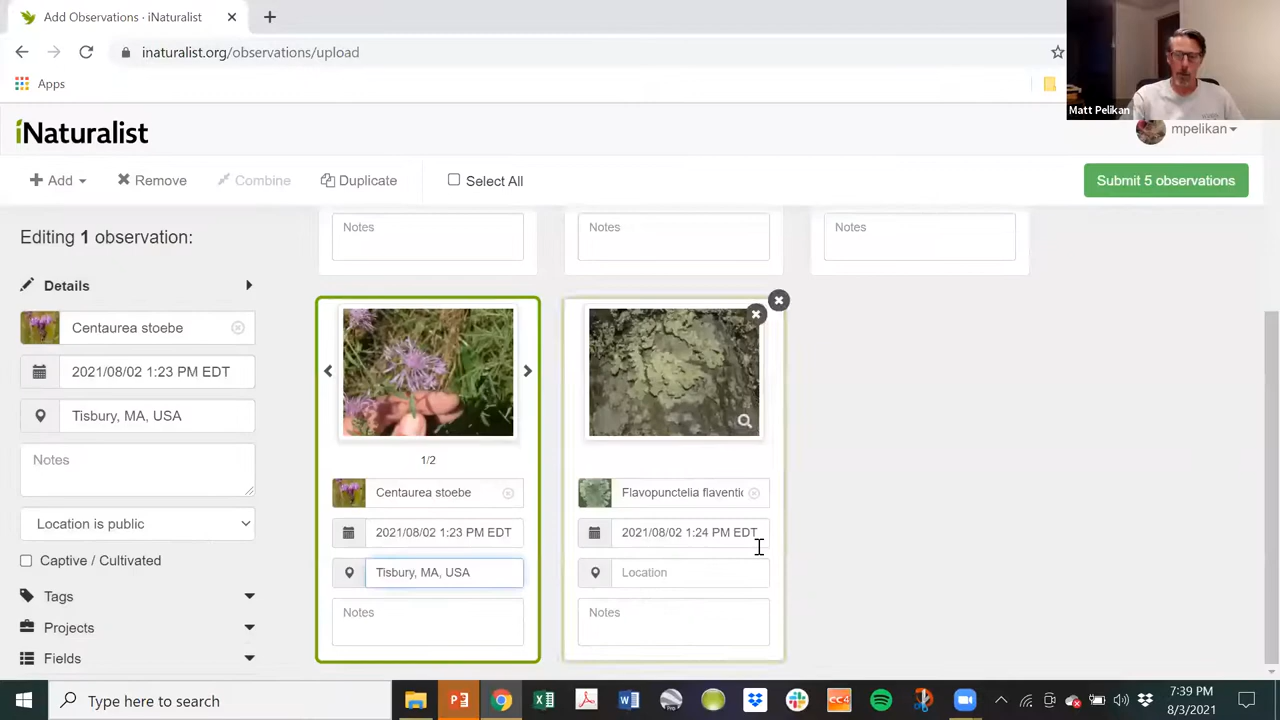 Add Observations · iNaturalist
inaturalist.org/observations/upload
Apps
Matt Pelikan
iNaturalist
mpelikan
Add
Remove
Combine
Duplicate
Select All
Submit 5 observations
Editing 1 observation:
Notes
Notes
Notes
Details
Centaurea stoebe
2021/08/02 1:23 PM EDT
Tisbury, MA, USA
Notes
Location is public
Captive / Cultivated
Tags
Projects
Fields
1/2
Centaurea stoebe
2021/08/02 1:23 PM EDT
Tisbury, MA, USA
Notes
Flavopunctelia flaventic
2021/08/02 1:24 PM EDT
Location
Notes
Type here to search
7:39 PM
8/3/2021